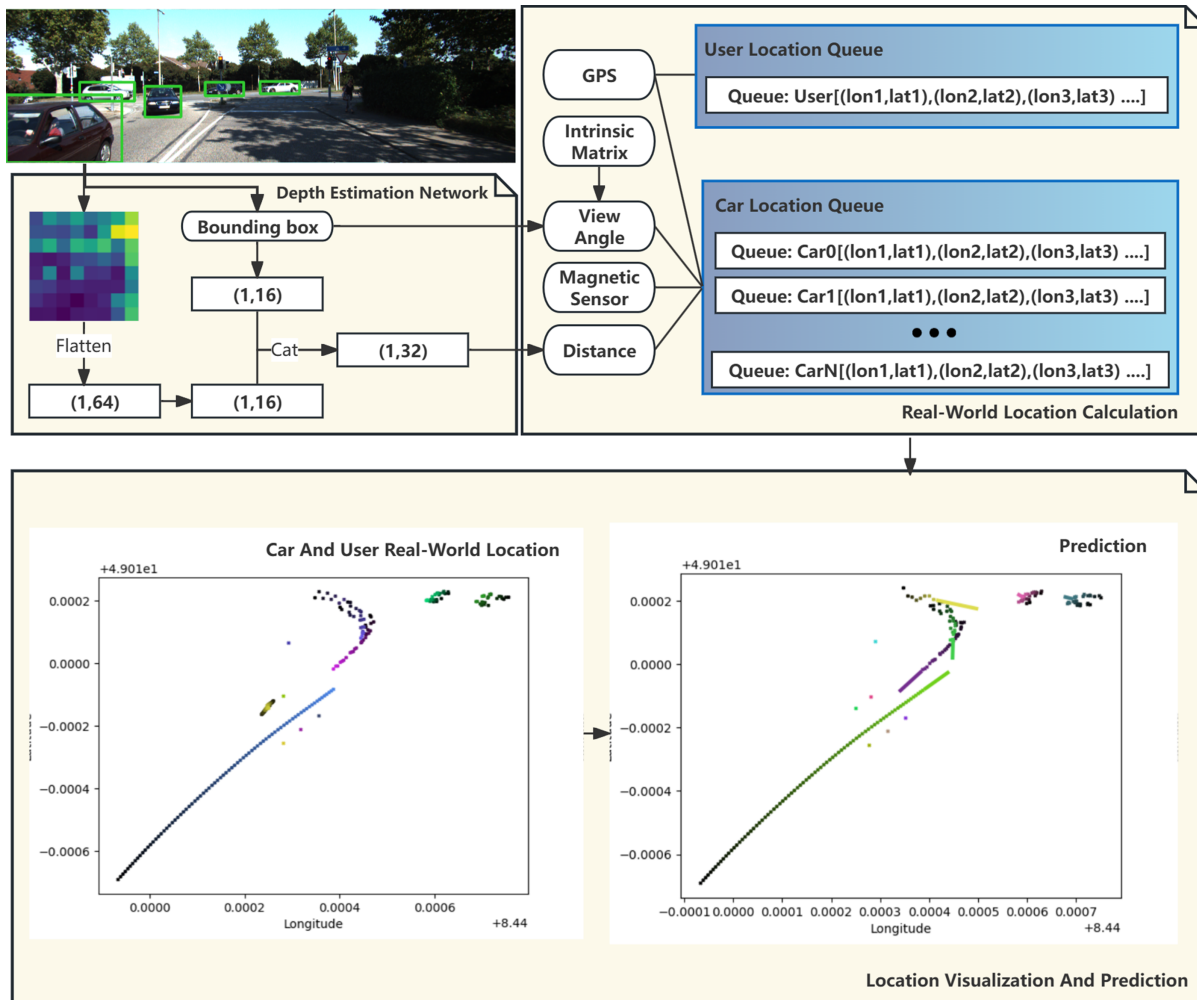 Depth Estimation Network
Bounding box
(1,16)
Flatten
Cat
(1,32)
(1,64)
(1,16)
GPS
Intrinsic
Matrix
View
Angle
Magnetic
Sensor
Distance
User Location Queue
Queue: User[(lon1,lat1),(lon2,lat2),(lon3,lat3) ....]
Car Location Queue
Queue: Car0[(lon1,lat1),(lon2,lat2),(lon3,lat3) ....]
Queue: Car1[(lon1,lat1),(lon2,lat2),(lon3,lat3) ....]
Queue: CarN[(lon1,lat1),(lon2,lat2),(lon3,lat3) ....]
Real-World Location Calculation
Car And User Real-World Location
+4.901e1
0.0002
0.0000
−0.0002
−0.0004
−0.0006
0.0000 0.0002 0.0004 0.0006
Longitude
+8.44
Prediction
+4.901e1
0.0002
0.0000
−0.0002
−0.0004
−0.0006
−0.0001 0.0000 0.0001 0.0002 0.0003 0.0004 0.0005 0.0006 0.0007
Longitude
+8.44
Location Visualization And Prediction